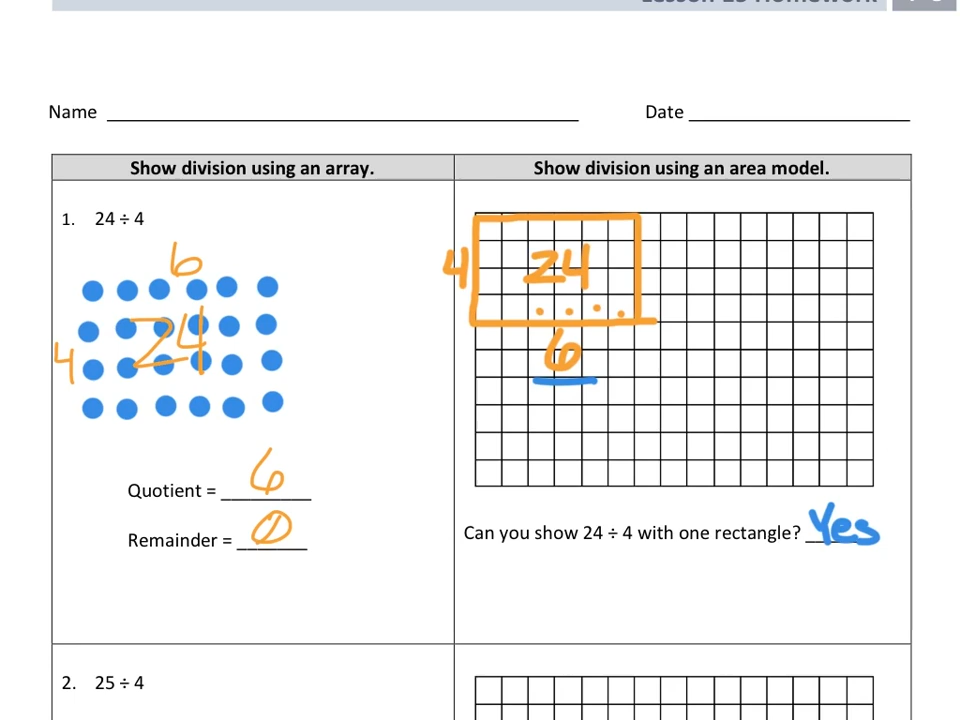 Name ____ Date ____
Show division using an array. Show division using an area model.
1. 24 ÷ 4
6
4 24
4 24
6
Quotient = 6
Remainder = 0
Can you show 24 ÷ 4 with one rectangle? Yes
2. 25 ÷ 4